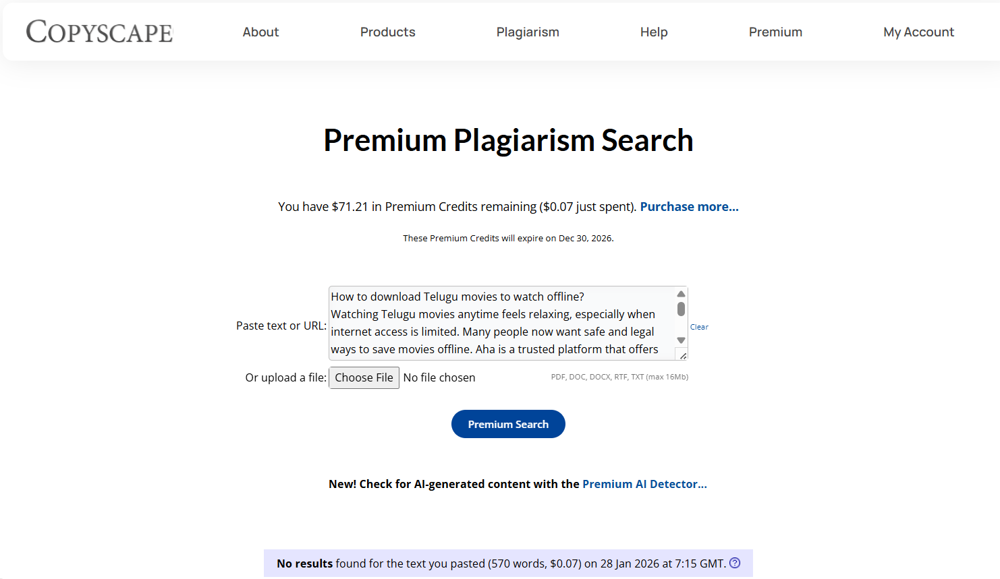 COPYSCAPE
About
Products
Plagiarism
Help
Premium
My Account
Premium Plagiarism Search
You have $71.21 in Premium Credits remaining ($0.07 just spent). Purchase more...
These Premium Credits will expire on Dec 30, 2026.
Paste text or URL:
How to download Telugu movies to watch offline?
Watching Telugu movies anytime feels relaxing, especially when
internet access is limited. Many people now want safe and legal
ways to save movies offline. Aha is a trusted platform that offers
Clear
Or upload a file: Choose File No file chosen PDF, DOC, DOCX, RTF, TXT (max 16Mb)
Premium Search
New! Check for AI-generated content with the Premium AI Detector...
No results found for the text you pasted (570 words, $0.07) on 28 Jan 2026 at 7:15 GMT. ?